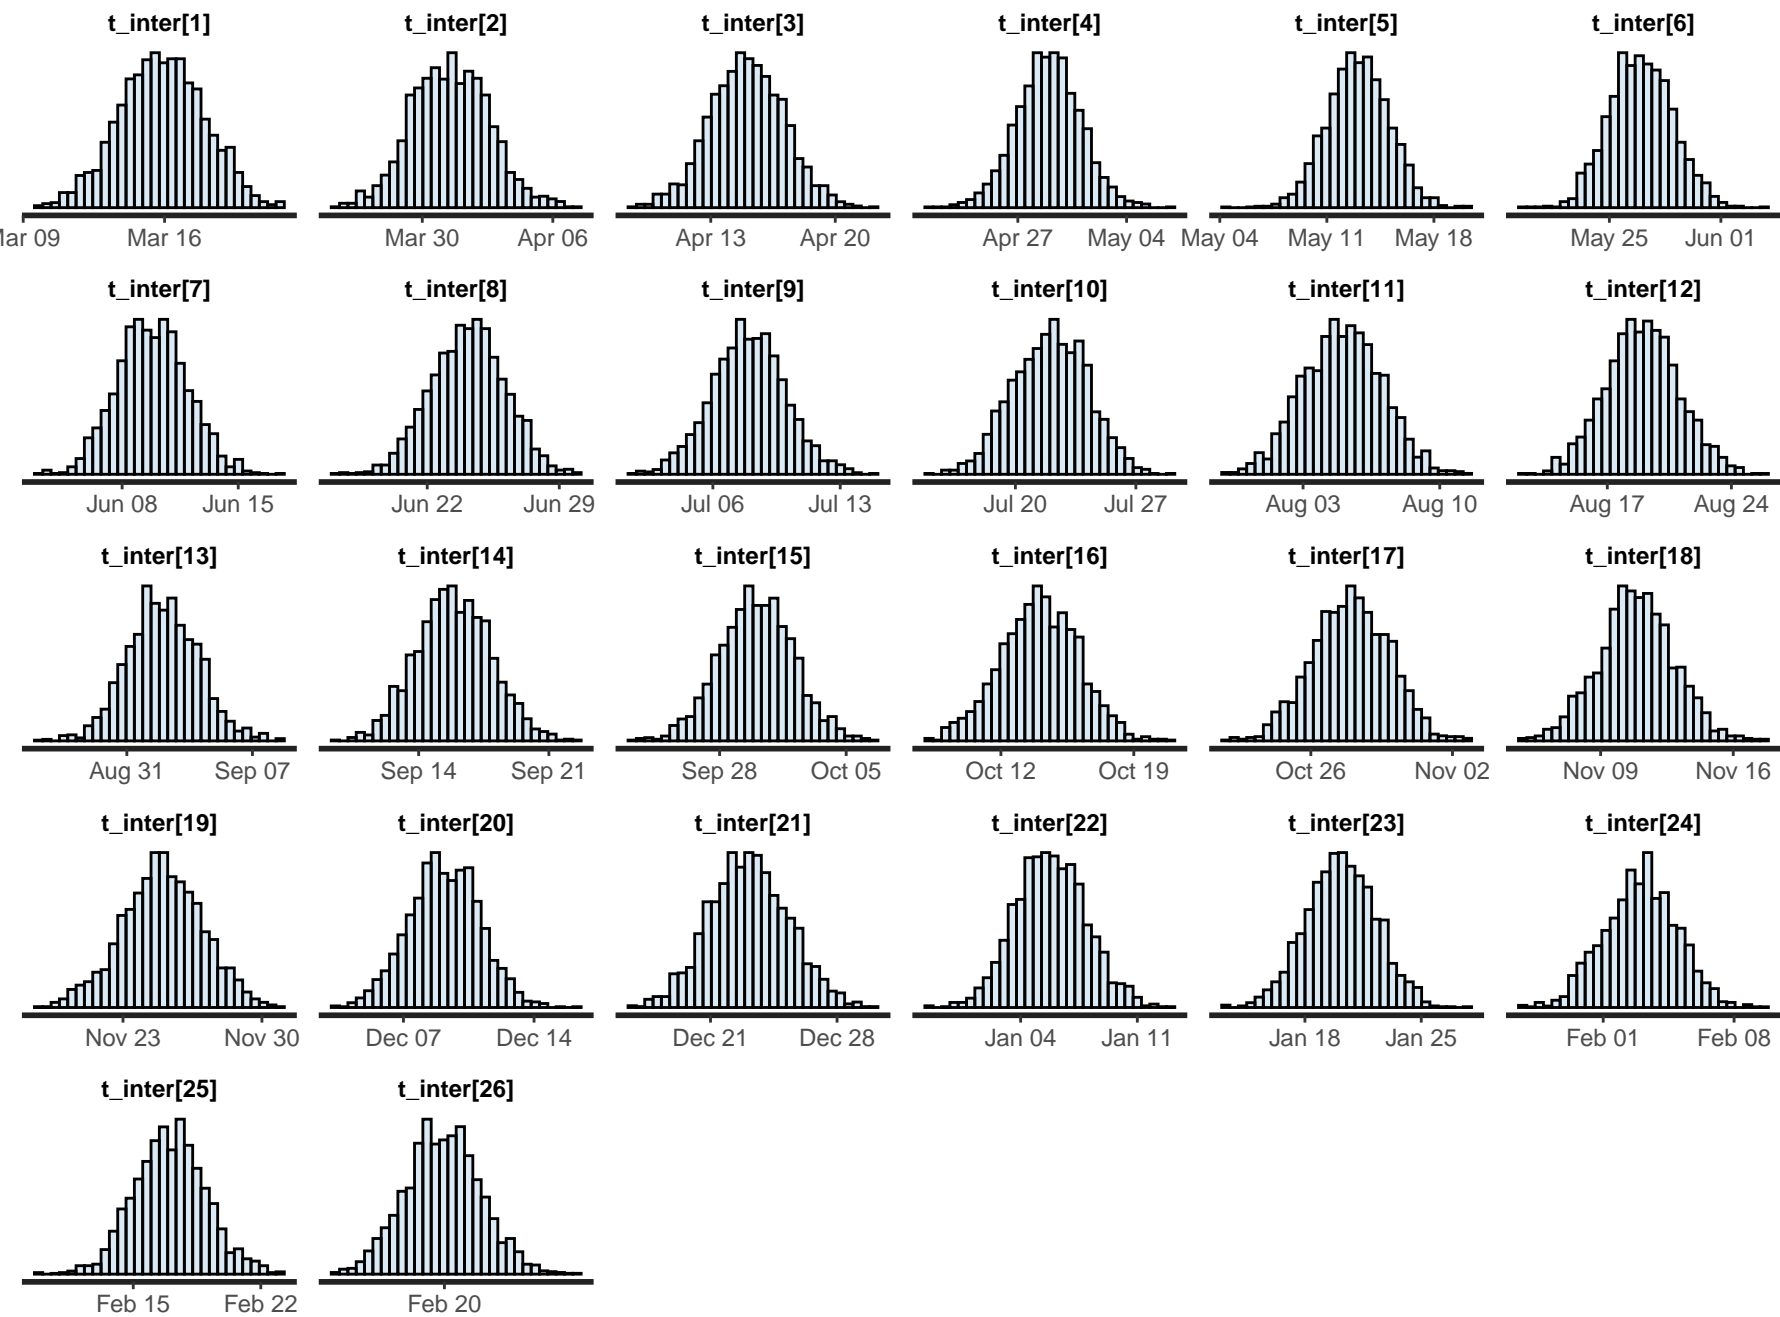 t_inter[1] t_inter[2] t_inter[3] t_inter[4] t_inter[5] t_inter[6]
Mar 09 Mar 16 Mar 30 Apr 06 Apr 13 Apr 20 Apr 27 May 04 May 04 May 11 May 18 May 25 Jun 01
t_inter[7] t_inter[8] t_inter[9] t_inter[10] t_inter[11] t_inter[12]
Jun 08 Jun 15 Jun 22 Jun 29 Jul 06 Jul 13 Jul 20 Jul 27 Aug 03 Aug 10 Aug 17 Aug 24
t_inter[13] t_inter[14] t_inter[15] t_inter[16] t_inter[17] t_inter[18]
Aug 31 Sep 07 Sep 14 Sep 21 Sep 28 Oct 05 Oct 12 Oct 19 Oct 26 Nov 02 Nov 09 Nov 16
t_inter[19] t_inter[20] t_inter[21] t_inter[22] t_inter[23] t_inter[24]
Nov 23 Nov 30 Dec 07 Dec 14 Dec 21 Dec 28 Jan 04 Jan 11 Jan 18 Jan 25 Feb 01 Feb 08
t_inter[25] t_inter[26]
Feb 15 Feb 22 Feb 20